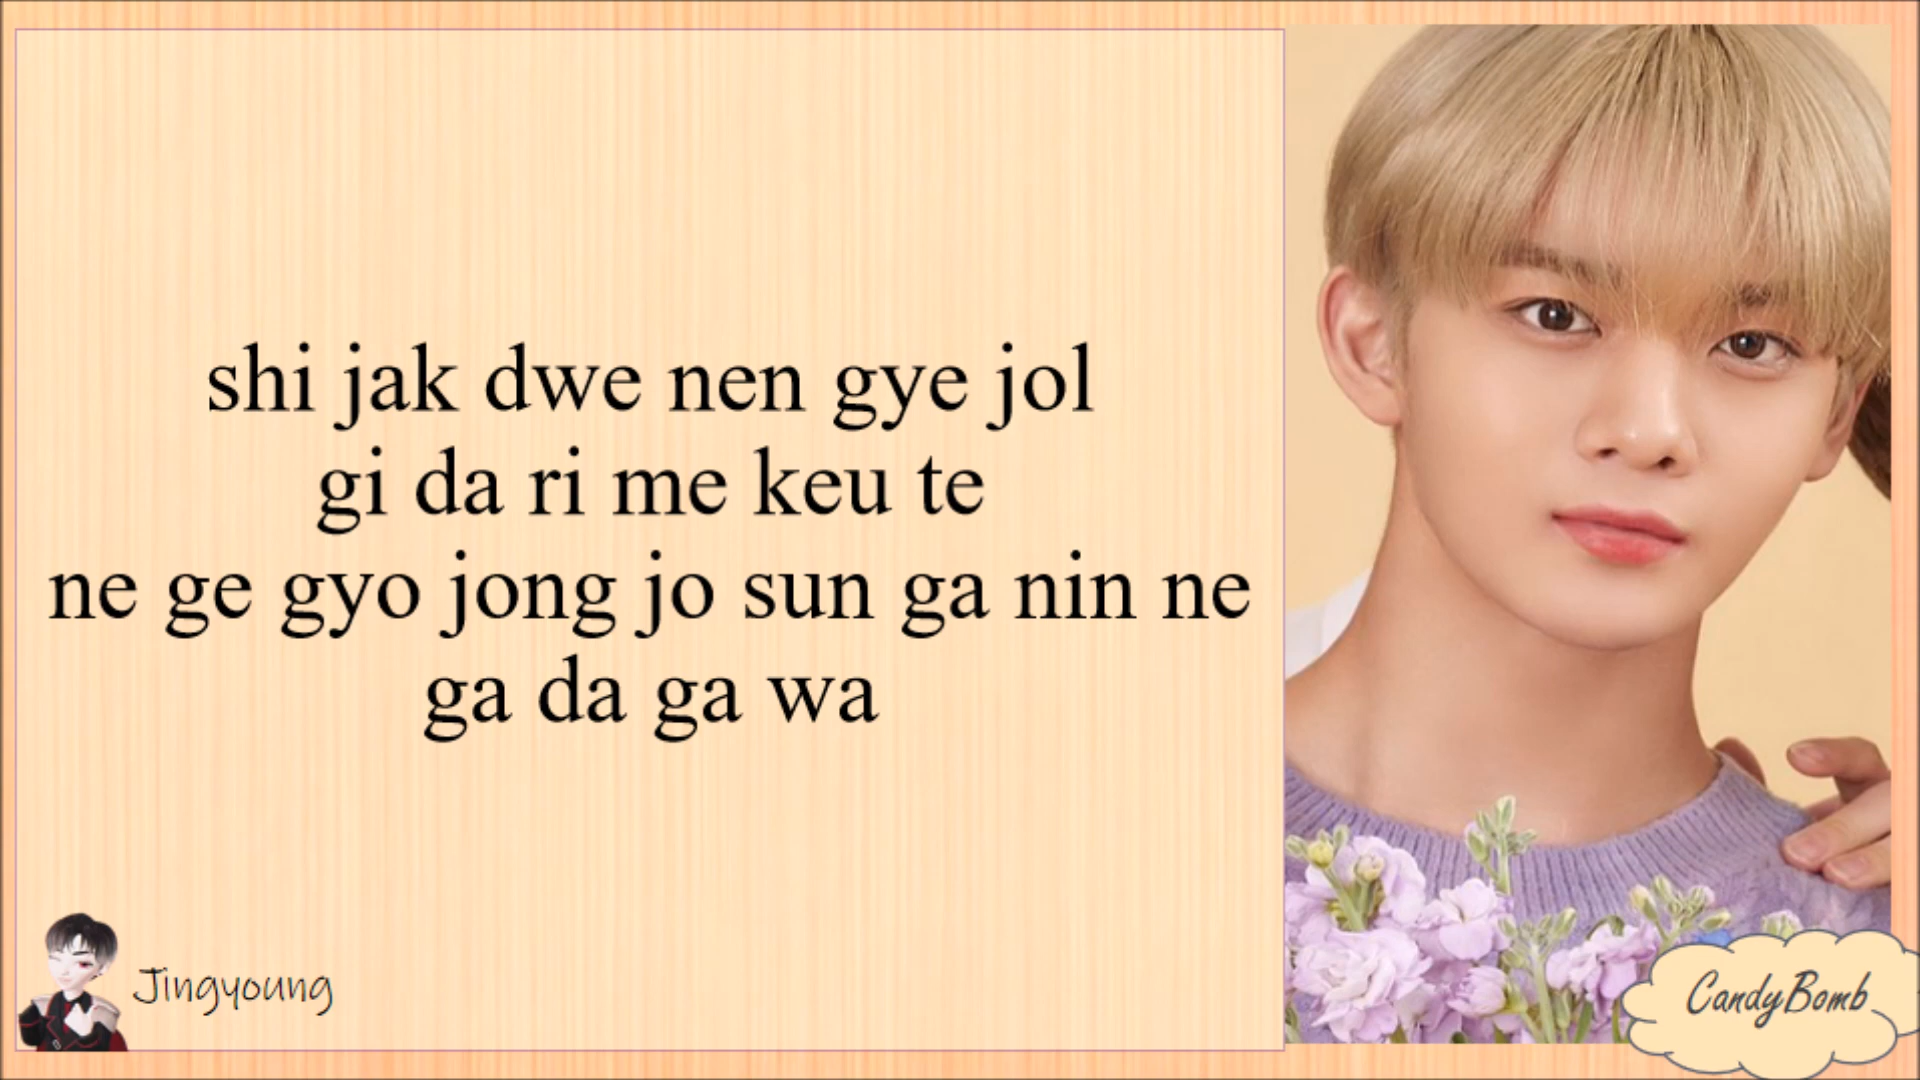 shi jak dwe nen gye jol
gi da ri me keu te
ne ge gyo jong jo sun ga nin ne
ga da ga wa
Jingyoung
CandyBomb